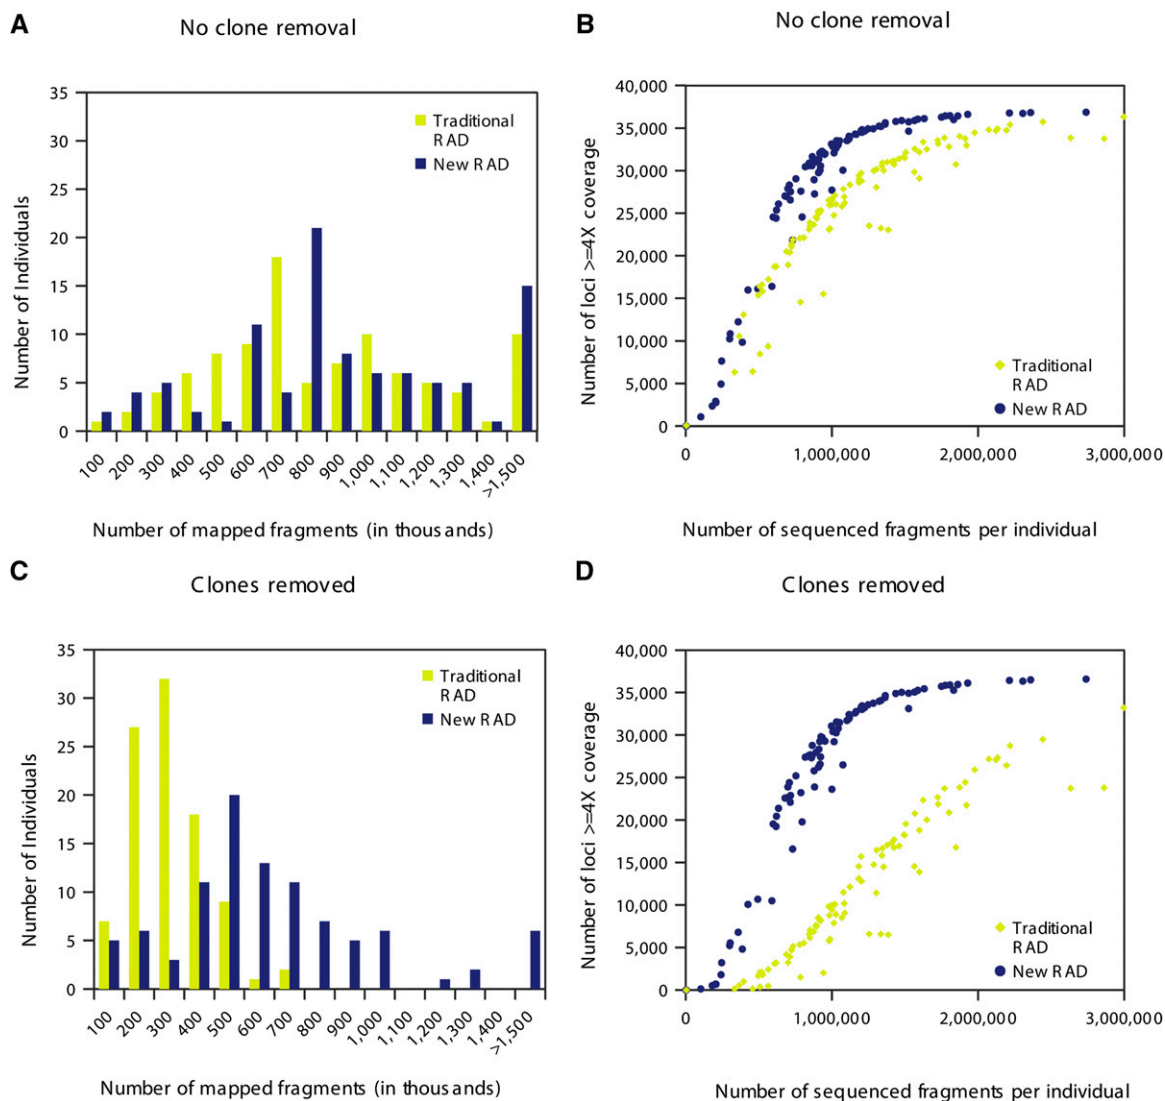 A
No clone removal
35
30
25
20
15
10
5
0
Number of Individuals
Traditional
RAD
New RAD
100
200
300
400
500
600
700
800
900
1,000
1,100
1,200
1,300
1,400
>1,500
Number of mapped fragments (in thousands)
B
No clone removal
40,000
35,000
30,000
25,000
20,000
15,000
10,000
5,000
0
Number of loci >=4X coverage
Traditional
RAD
New RAD
0
1,000,000
2,000,000
3,000,000
Number of sequenced fragments per individual
C
Clones removed
35
30
25
20
15
10
5
0
Number of Individuals
Traditional
RAD
New RAD
100
200
300
400
500
600
700
800
900
1,000
1,100
1,200
1,300
1,400
>1,500
Number of mapped fragments (in thousands)
D
Clones removed
40,000
35,000
30,000
25,000
20,000
15,000
10,000
5,000
0
Number of loci >=4X coverage
Traditional
RAD
New RAD
0
1,000,000
2,000,000
3,000,000
Number of sequenced fragments per individual